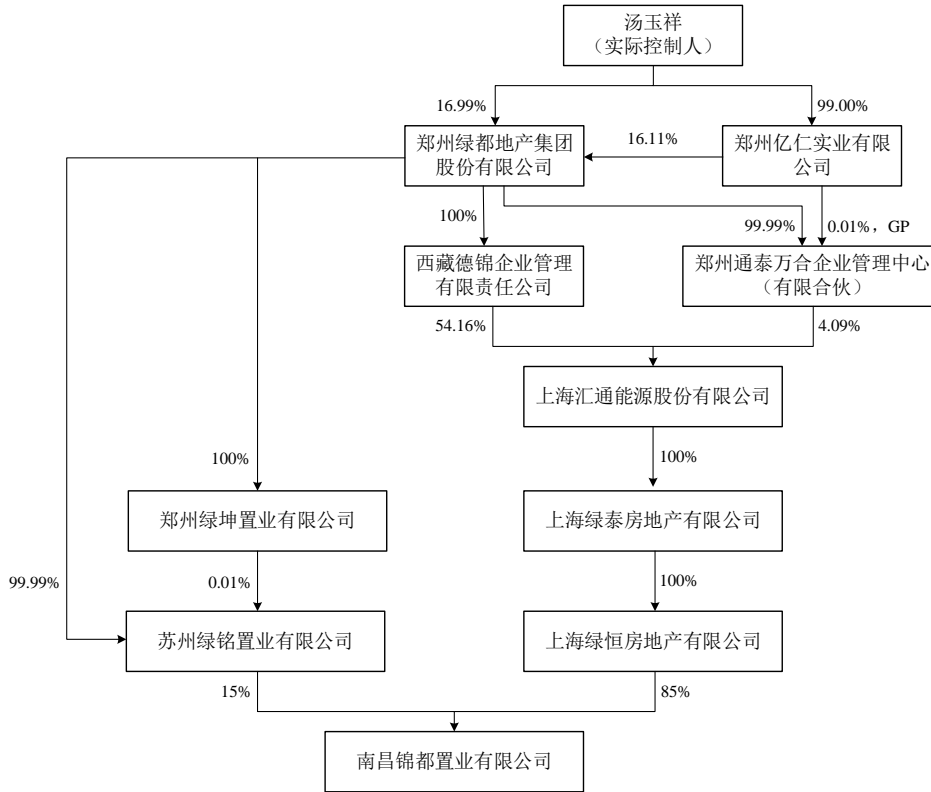 汤玉祥
（实际控制人）
16.99%
99.00%
郑州绿都地产集团
股份有限公司
16.11%
郑州亿仁实业有限
公司
100%
99.99%
0.01%，GP
西藏德锦企业管理
有限责任公司
郑州通泰万合企业管理中心
（有限合伙）
54.16%
4.09%
上海汇通能源股份有限公司
100%
100%
郑州绿坤置业有限公司
上海绿泰房地产有限公司
99.99%
0.01%
100%
苏州绿铭置业有限公司
上海绿恒房地产有限公司
15%
85%
南昌锦都置业有限公司